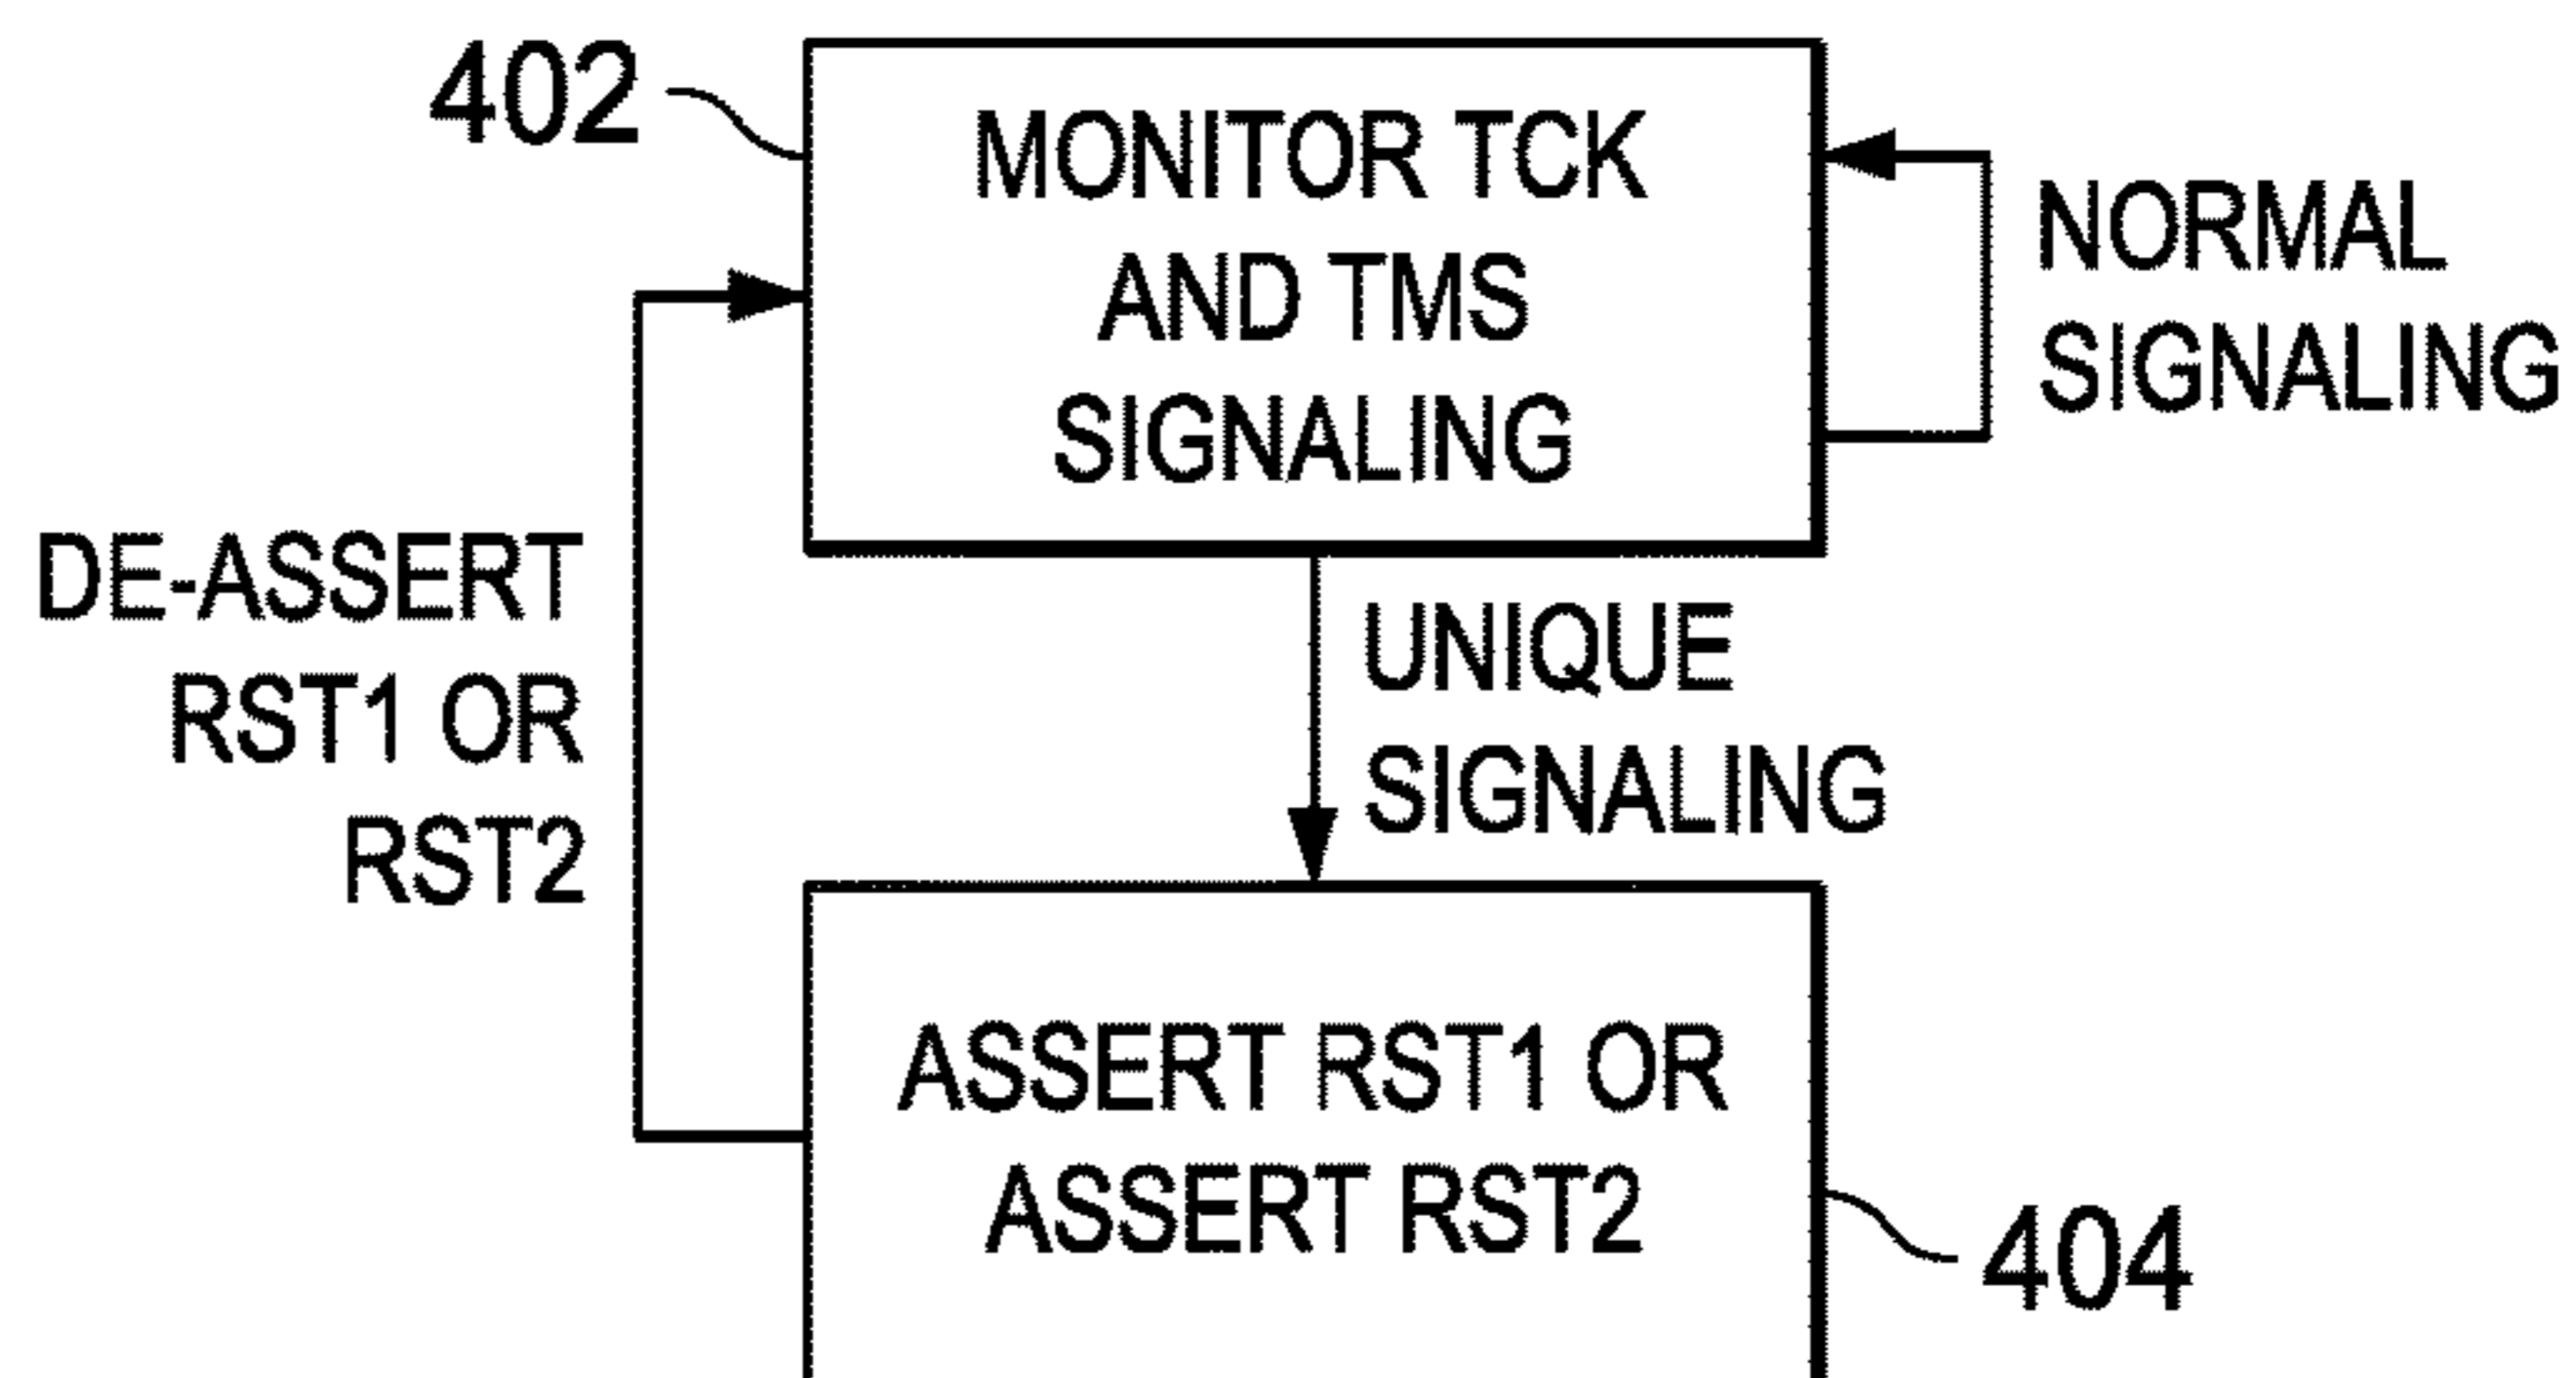 402
MONITOR TCK
AND TMS
SIGNALING
NORMAL
SIGNALING
DE-ASSERT
RST1 OR
RST2
UNIQUE
SIGNALING
ASSERT RST1 OR
ASSERT RST2
404